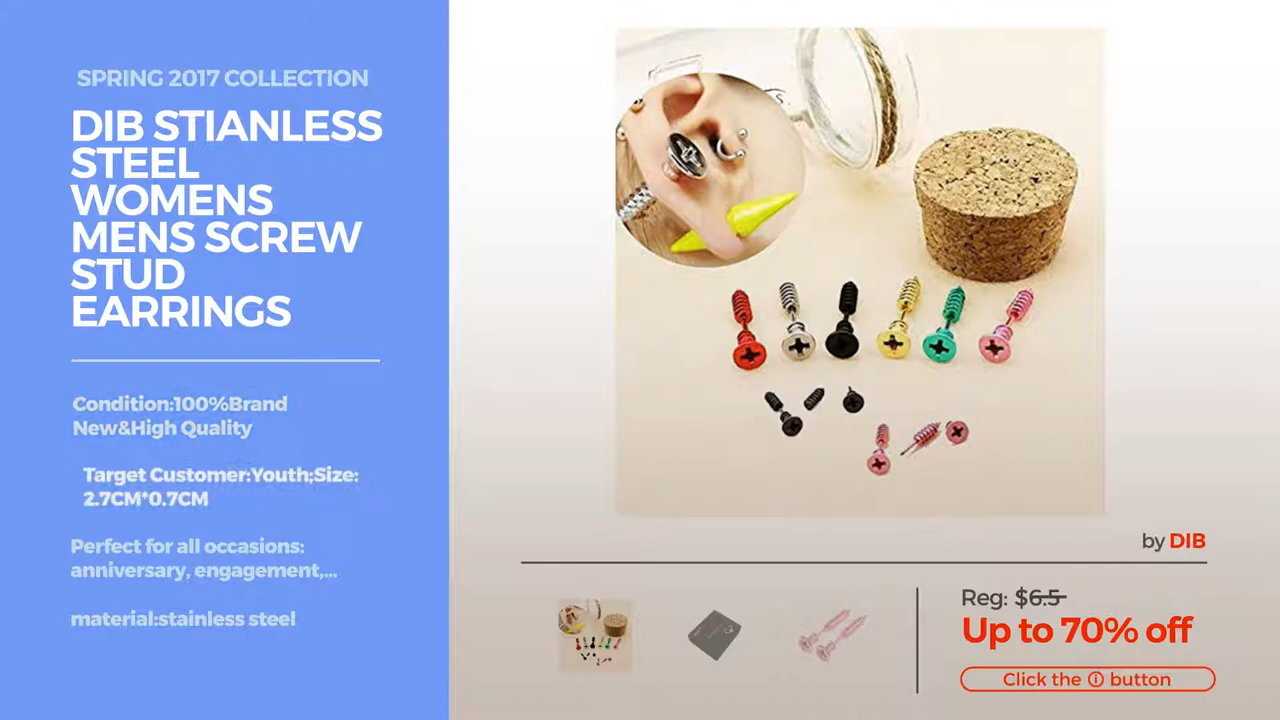 SPRING 2017 COLLECTION
DIB STIANLESS
STEEL
WOMENS
MENS SCREW
STUD
EARRINGS
Condition:100%Brand
New&High Quality
Target Customer:Youth;Size:
2.7CM*0.7CM
Perfect for all occasions:
anniversary, engagement,...
material:stainless steel
by DIB
Reg: $6.5
Up to 70% off
Click the ⓘ button